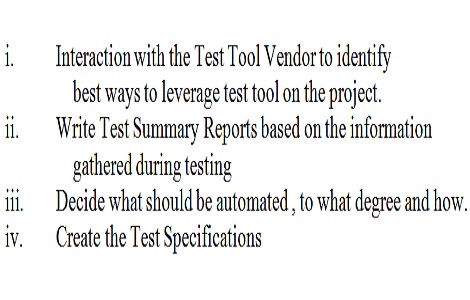 i. Interaction with the Test Tool Vendor to identify
best ways to leverage test tool on the project.
ii. Write Test Summary Reports based on the information
gathered during testing
iii. Decide what should be automated , to what degree and how.
iv. Create the Test Specifications